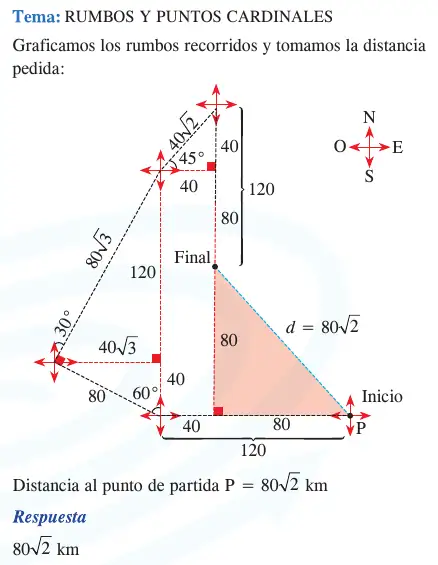 Tema: RUMBOS Y PUNTOS CARDINALES
Graficamos los rumbos recorridos y tomamos la distancia
pedida:
40√2
45°
40
40
120
80
N
O E
S
80√3
120
Final
30°
40√3
80
d = 80√2
80
60°
40
Inicio
40
80
P
120
Distancia al punto de partida P = 80√2 km
Respuesta
80√2 km